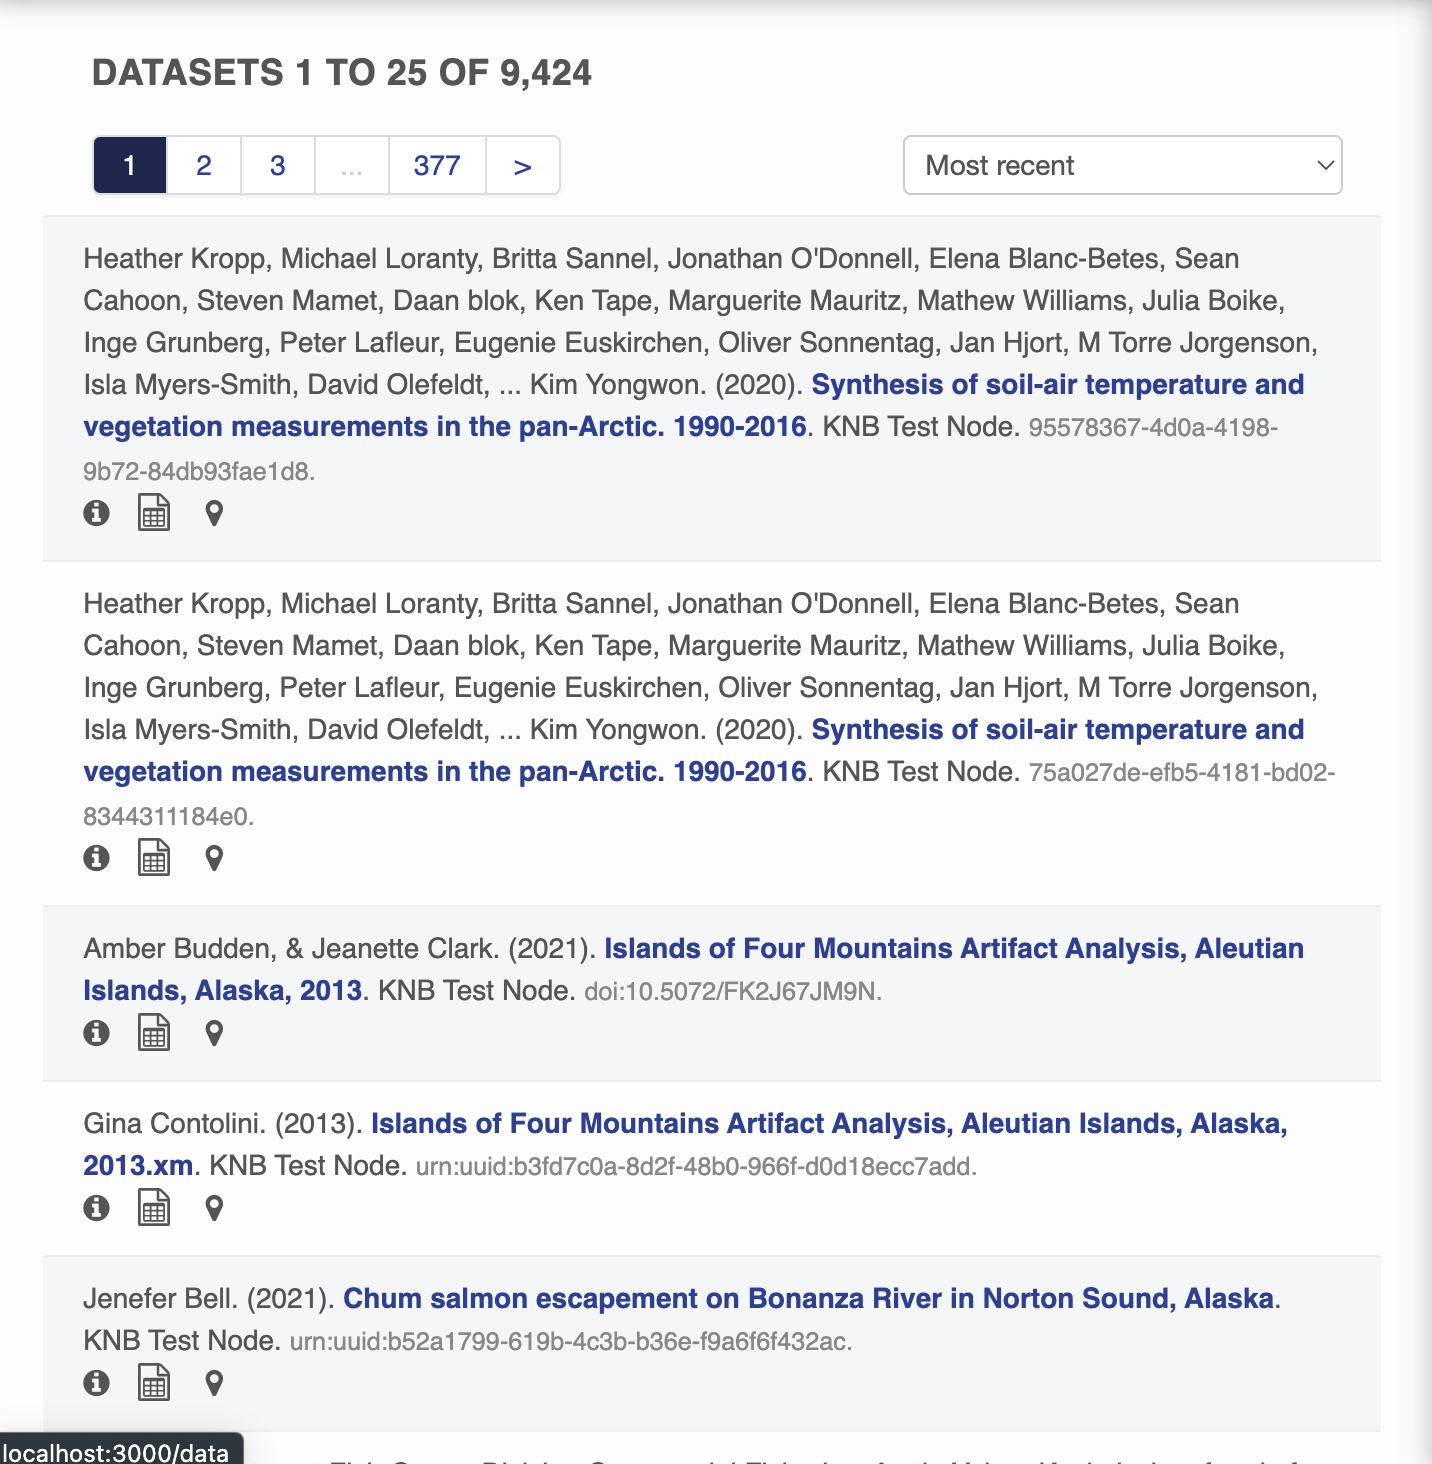 DATASETS 1 TO 25 OF 9,424
1 2 3 ... 377 > Most recent
Heather Kropp, Michael Loranty, Britta Sannel, Jonathan O'Donnell, Elena Blanc-Betes, Sean
Cahoon, Steven Mamet, Daan blok, Ken Tape, Marguerite Mauritz, Mathew Williams, Julia Boike,
Inge Grunberg, Peter Lafleur, Eugenie Euskirchen, Oliver Sonnentag, Jan Hjort, M Torre Jorgenson,
Isla Myers-Smith, David Olefeldt, ... Kim Yongwon. (2020). Synthesis of soil-air temperature and
vegetation measurements in the pan-Arctic. 1990-2016. KNB Test Node. 95578367-4d0a-4198-
9b72-84db93fae1d8.
Heather Kropp, Michael Loranty, Britta Sannel, Jonathan O'Donnell, Elena Blanc-Betes, Sean
Cahoon, Steven Mamet, Daan blok, Ken Tape, Marguerite Mauritz, Mathew Williams, Julia Boike,
Inge Grunberg, Peter Lafleur, Eugenie Euskirchen, Oliver Sonnentag, Jan Hjort, M Torre Jorgenson,
Isla Myers-Smith, David Olefeldt, ... Kim Yongwon. (2020). Synthesis of soil-air temperature and
vegetation measurements in the pan-Arctic. 1990-2016. KNB Test Node. 75a027de-efb5-4181-bd02-
8344311184e0.
Amber Budden, & Jeanette Clark. (2021). Islands of Four Mountains Artifact Analysis, Aleutian
Islands, Alaska, 2013. KNB Test Node. doi:10.5072/FK2J67JM9N.
Gina Contolini. (2013). Islands of Four Mountains Artifact Analysis, Aleutian Islands, Alaska,
2013.xm. KNB Test Node. urn:uuid:b3fd7c0a-8d2f-48b0-966f-d0d18ecc7add.
Jenefer Bell. (2021). Chum salmon escapement on Bonanza River in Norton Sound, Alaska.
KNB Test Node. urn:uuid:b52a1799-619b-4c3b-b36e-f9a6f6f432ac.
localhost:3000/data